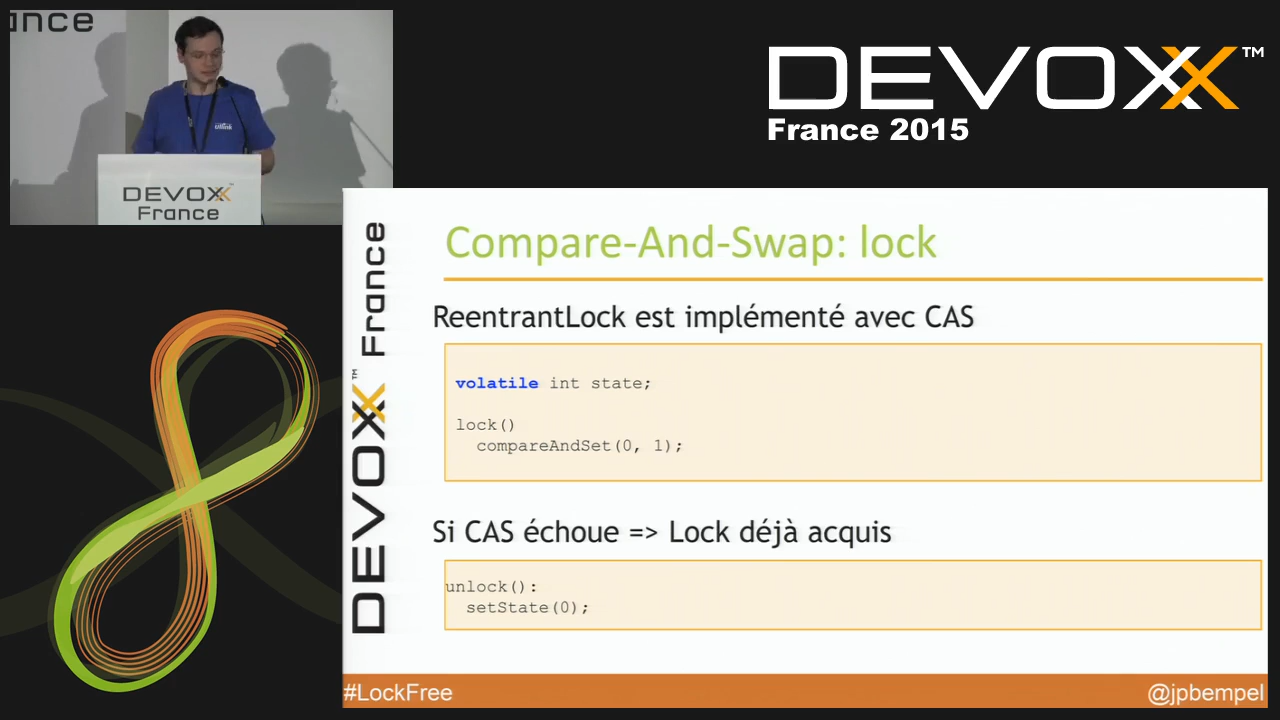 ance
DEVOXX™
France
DEVOXX™
France 2015
DEVOXX™ France
Compare-And-Swap: lock
ReentrantLock est implémenté avec CAS
volatile int state;
lock()
compareAndSet(0, 1);
Si CAS échoue => Lock déjà acquis
unlock():
setState(0);
#LockFree
@jpbempel